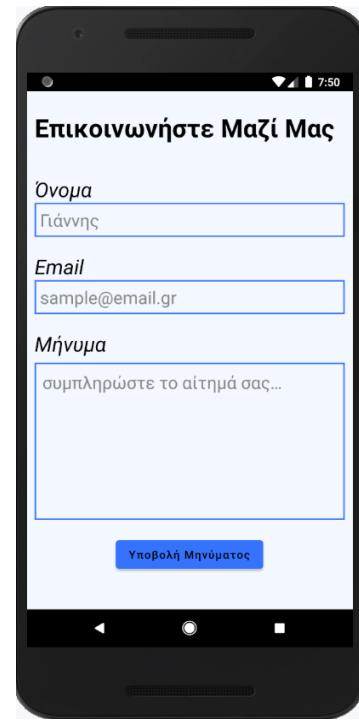 7:50
Επικοινωνήστε Μαζί Μας
Όνομα
Γιάννης
Email
sample@email.gr
Μήνυμα
συμπληρώστε το αίτημά σας…
Υποβολή Μηνύματος